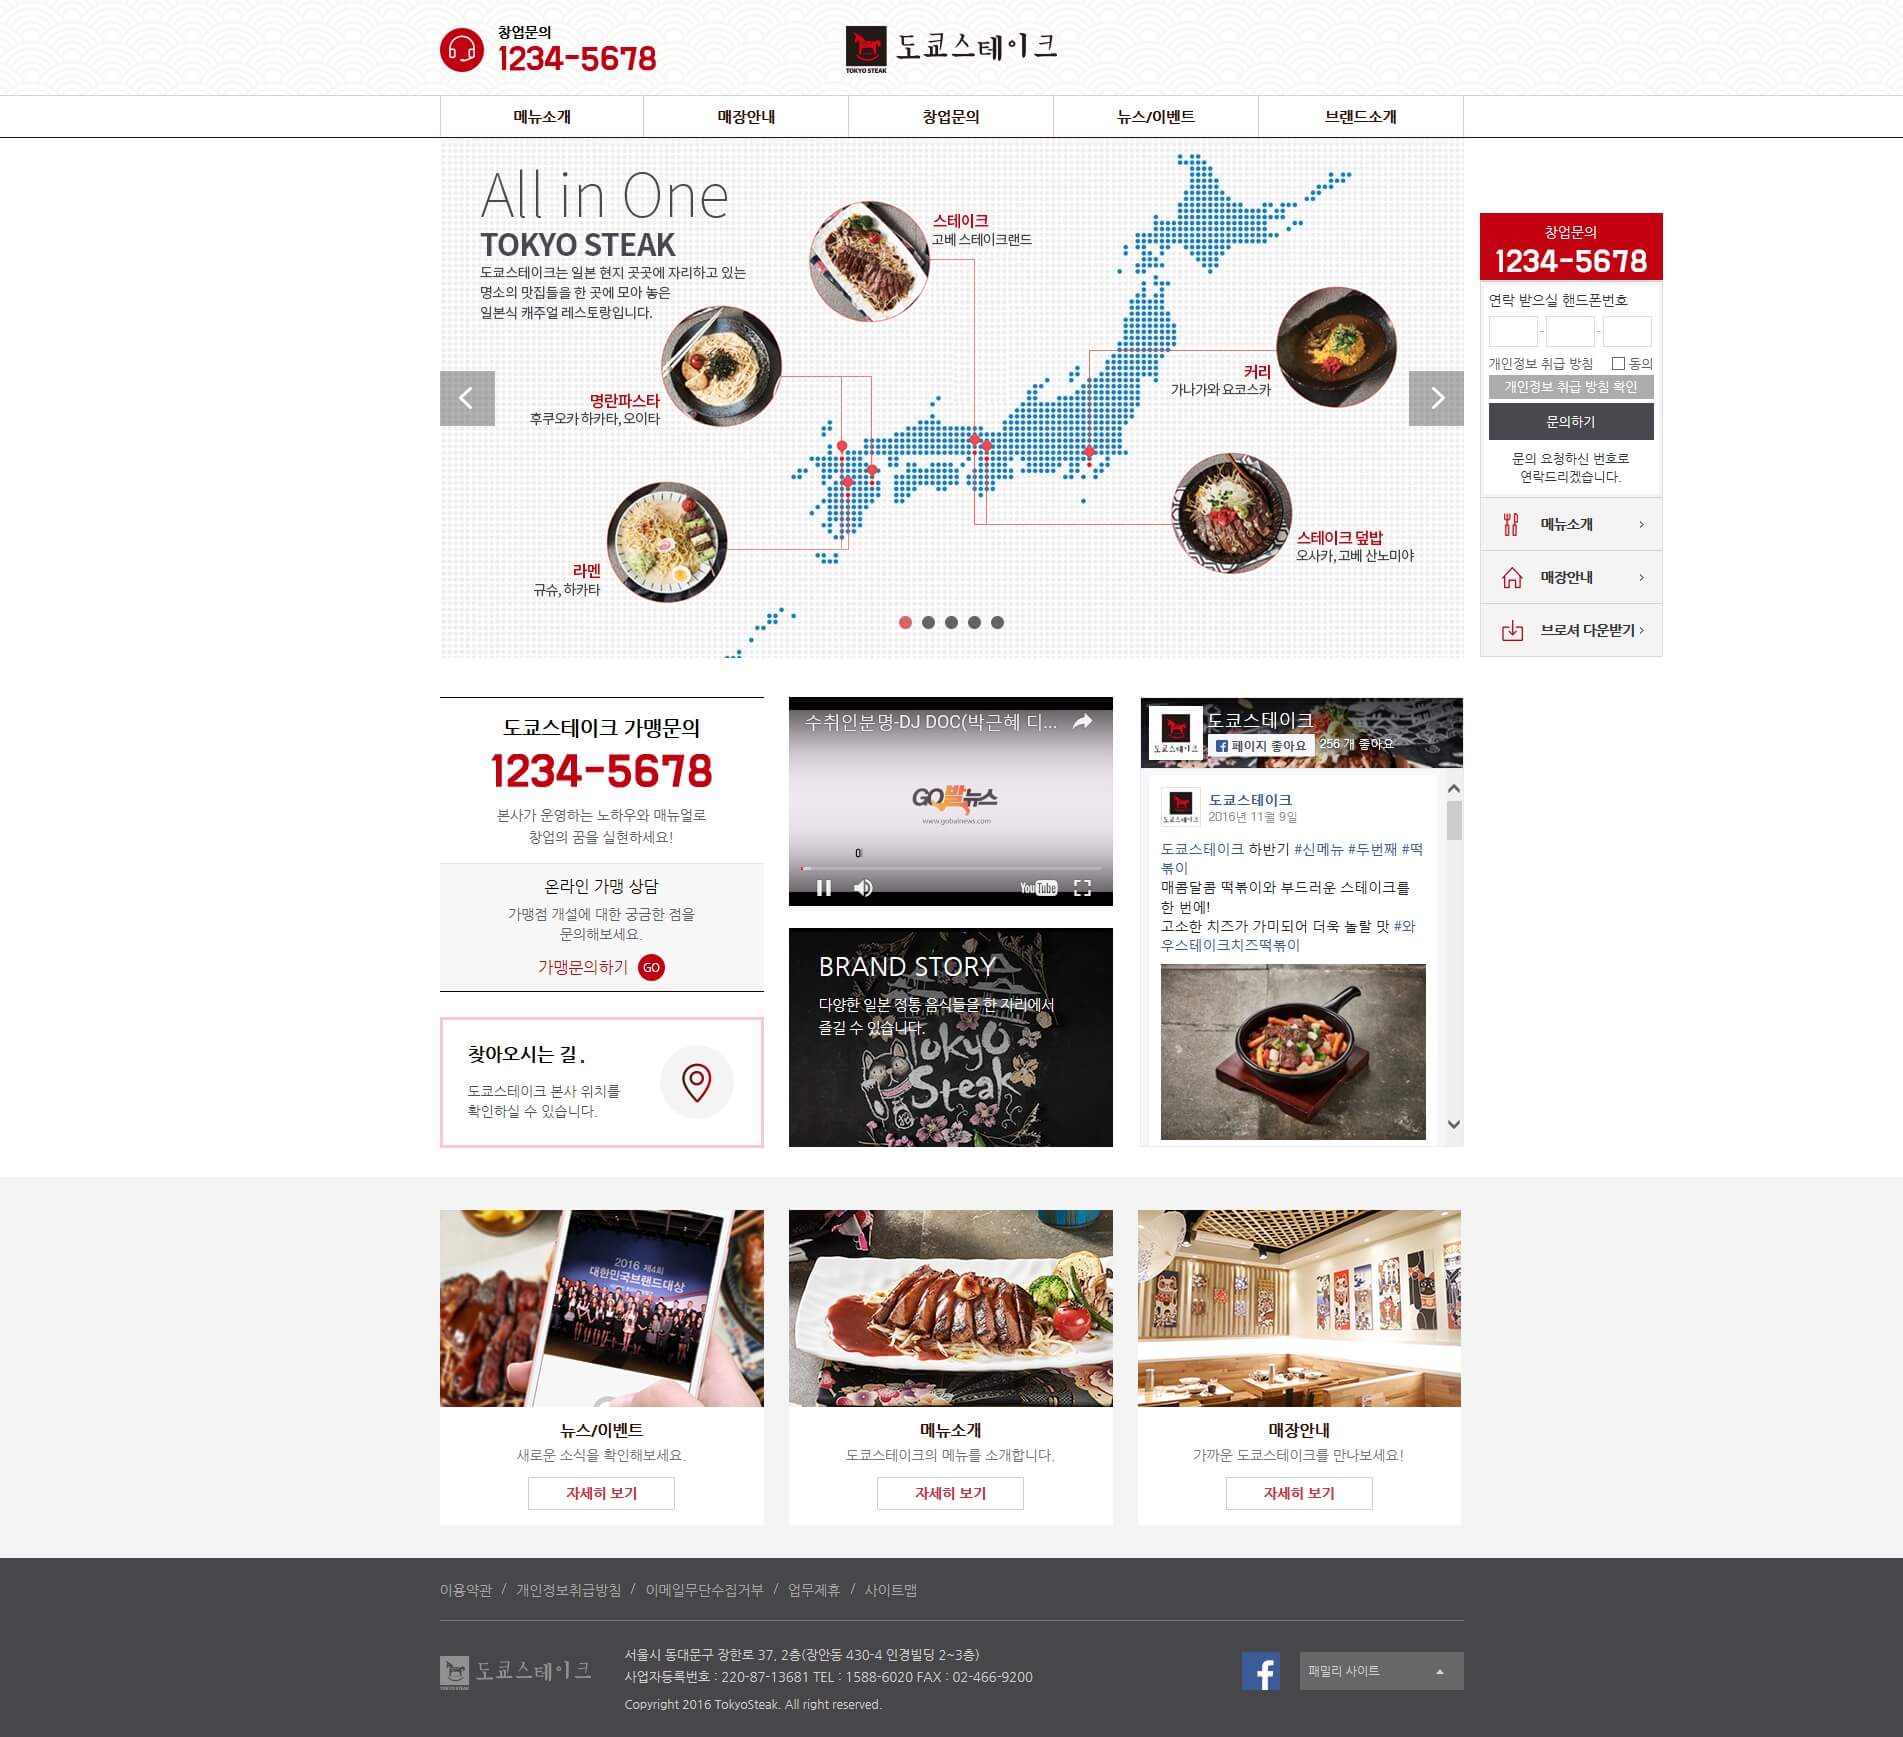 창업문의
1234-5678
TOKYO STEAK
도쿄스테이크
메뉴소개
매장안내
창업문의
뉴스/이벤트
브랜드소개
All in One
TOKYO STEAK
도쿄스테이크는 일본 현지 곳곳에 자리하고 있는
명소의 맛집들을 한 곳에 모아 놓은
일본식 캐주얼 레스토랑입니다.
스테이크
고베 스테이크랜드
명란파스타
후쿠오카 하카타, 오이타
커리
가나가와 요코스카
라멘
규슈, 하카타
스테이크 덮밥
오사카, 고베 산노미야
창업문의
1234-5678
연락 받으실 핸드폰번호
- -
개인정보 취급 방침 동의
개인정보 취급 방침 확인
문의하기
문의 요청하신 번호로
연락드리겠습니다.
메뉴소개
매장안내
브로셔 다운받기
도쿄스테이크 가맹문의
1234-5678
본사가 운영하는 노하우와 매뉴얼로
창업의 꿈을 실현하세요!
온라인 가맹 상담
가맹점 개설에 대한 궁금한 점을
문의해보세요.
가맹문의하기 GO
찾아오시는 길.
도쿄스테이크 본사 위치를
확인하실 수 있습니다.
수취인분명-DJ DOC(박근혜 디...
GO발뉴스
www.gobalnews.com
YouTube
BRAND STORY
다양한 일본 정통 음식들을 한 자리에서
즐길 수 있습니다.
Tokyo
Steak
도쿄스테이크
도쿄스테이크
페이지 좋아요 256 개 좋아요
도쿄스테이크
도쿄스테이크
2016년 11월 9일
도쿄스테이크 하반기 #신메뉴 #두번째 #떡
볶이
매콤달콤 떡볶이와 부드러운 스테이크를
한 번에!
고소한 치즈가 가미되어 더욱 놀랄 맛 #와
우스테이크치즈떡볶이
2016 제4회
대한민국브랜드대상
뉴스/이벤트
새로운 소식을 확인해보세요.
자세히 보기
메뉴소개
도쿄스테이크의 메뉴를 소개합니다.
자세히 보기
매장안내
가까운 도쿄스테이크를 만나보세요!
자세히 보기
이용약관 / 개인정보취급방침 / 이메일무단수집거부 / 업무제휴 / 사이트맵
도쿄스테이크
서울시 동대문구 장한로 37, 2층(장안동 430-4 인경빌딩 2~3층)
사업자등록번호 : 220-87-13681 TEL : 1588-6020 FAX : 02-466-9200
Copyright 2016 TokyoSteak. All right reserved.
패밀리 사이트